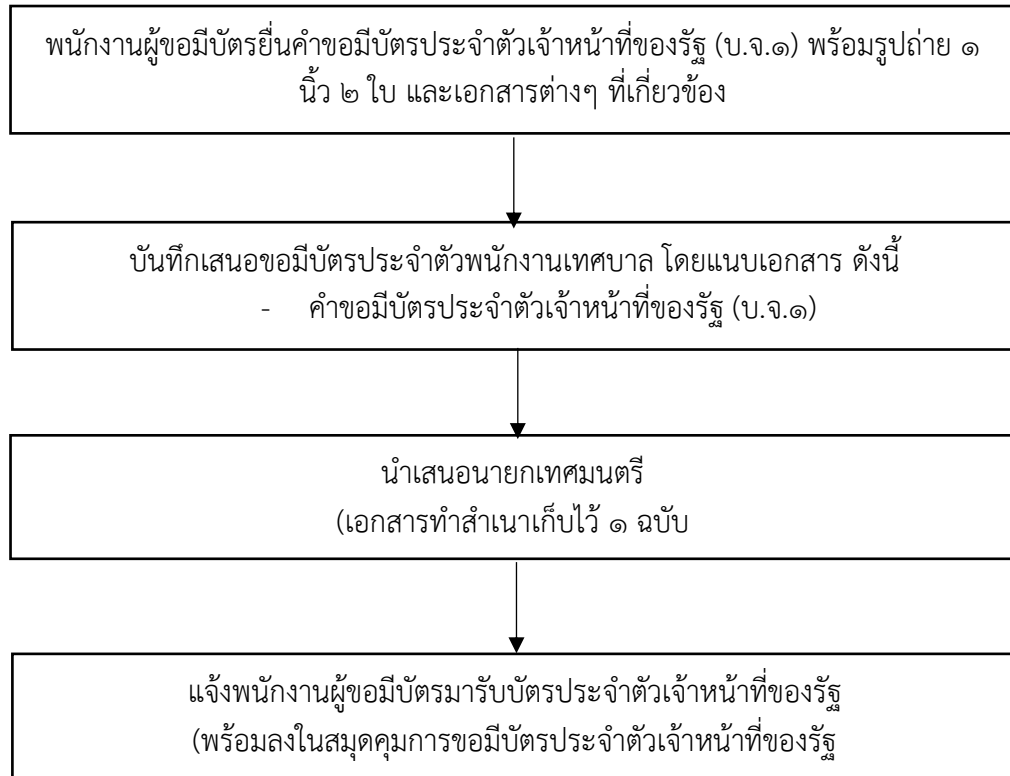 พนักงานผู้ขอมีบัตรยื่นคำขอมีบัตรประจำตัวเจ้าหน้าที่ของรัฐ (บ.จ.๑) พร้อมรูปถ่าย ๑
นิ้ว ๒ ใบ และเอกสารต่างๆ ที่เกี่ยวข้อง
บันทึกเสนอขอมีบัตรประจำตัวพนักงานเทศบาล โดยแนบเอกสาร ดังนี้
- คำขอมีบัตรประจำตัวเจ้าหน้าที่ของรัฐ (บ.จ.๑)
นำเสนอนายกเทศมนตรี
(เอกสารทำสำเนาเก็บไว้ ๑ ฉบับ
แจ้งพนักงานผู้ขอมีบัตรมารับบัตรประจำตัวเจ้าหน้าที่ของรัฐ
(พร้อมลงในสมุดคุมการขอมีบัตรประจำตัวเจ้าหน้าที่ของรัฐ